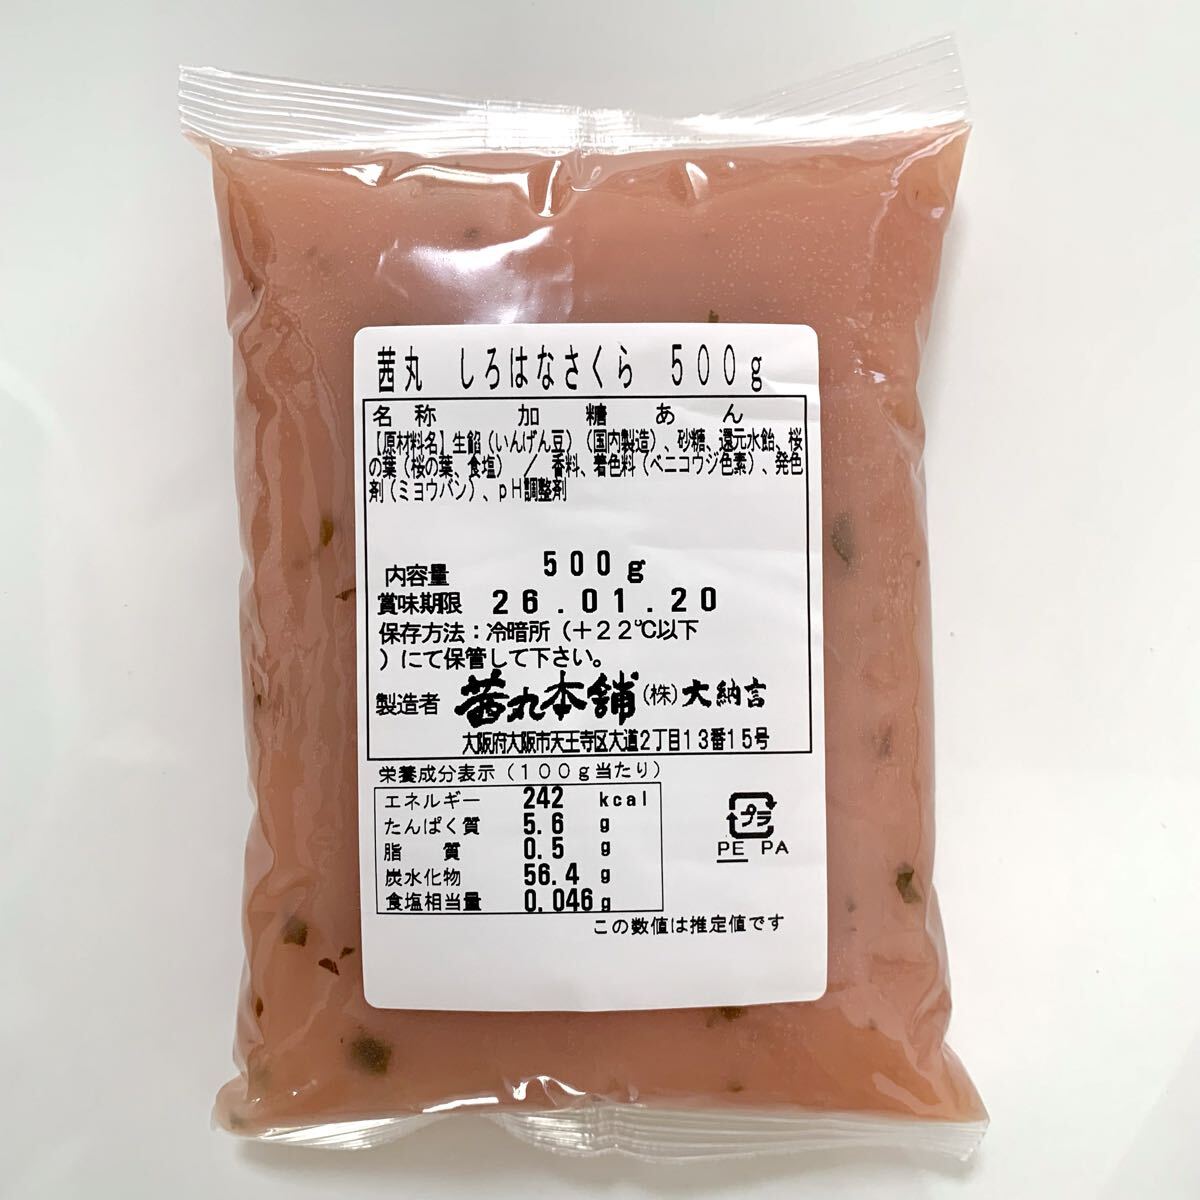 茜丸　しろはなさくら　５００ｇ
名　称　　　加　糖　あ　ん
【原材料名】生餡（いんげん豆）（国内製造）、砂糖、還元水飴、桜
の葉（桜の葉、食塩）　／　香料、着色料（ベニコウジ色素）、発色
剤（ミョウバン）、ｐＨ調整剤
内容量　５００ｇ
賞味期限　26.01.20
保存方法：冷暗所（＋２２℃以下
）にて保管して下さい。
製造者　茜丸本舗（株）大納言
大阪府大阪市天王寺区大道２丁目１３番１５号
栄養成分表示（１００ｇ当たり）
エネルギー　242　kcal
たんぱく質　5.6　g
脂　　質　0.5　g
炭水化物　56.4　g
食塩相当量　0.046 g
プラ
PE PA
この数値は推定値です